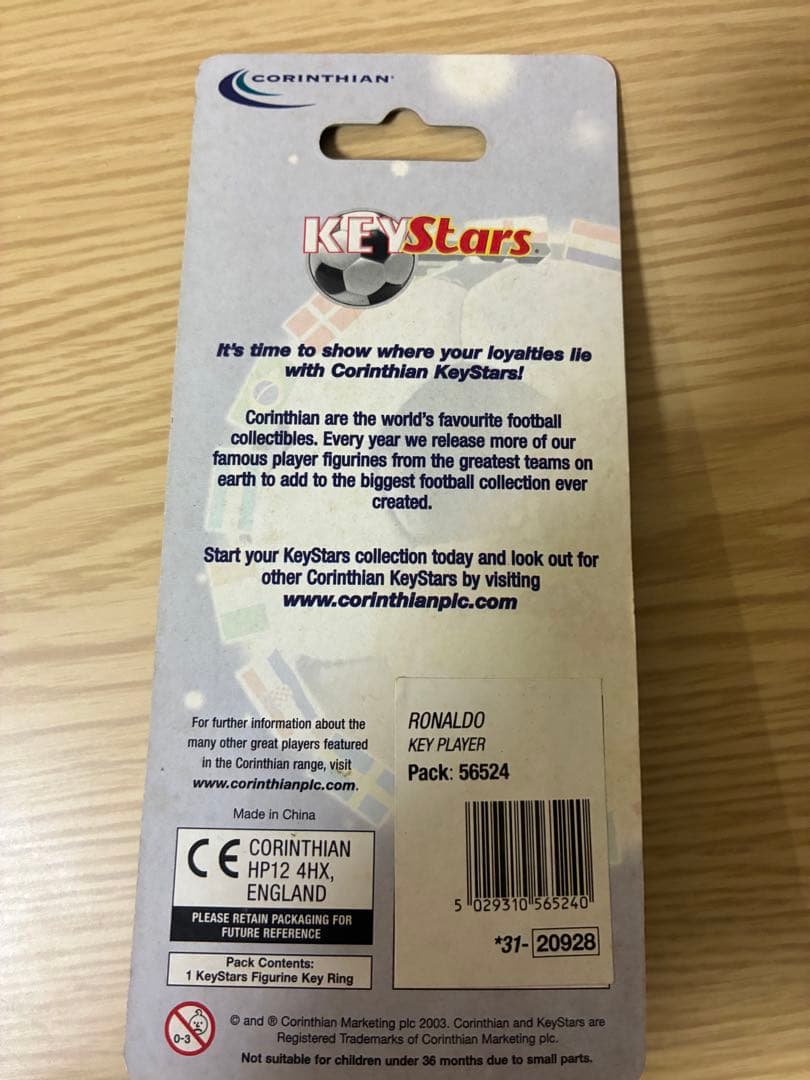 CORINTHIAN®
KEYStars®
It's time to show where your loyalties lie
with Corinthian KeyStars!
Corinthian are the world's favourite football
collectibles. Every year we release more of our
famous player figurines from the greatest teams on
earth to add to the biggest football collection ever
created.
Start your KeyStars collection today and look out for
other Corinthian KeyStars by visiting
www.corinthianplc.com
For further information about the
many other great players featured
in the Corinthian range, visit
www.corinthianplc.com.
Made in China
CE CORINTHIAN
HP12 4HX,
ENGLAND
PLEASE RETAIN PACKAGING FOR
FUTURE REFERENCE
Pack Contents:
1 KeyStars Figurine Key Ring
RONALDO
KEY PLAYER
Pack: 56524
5 029310 565240
*31- 20928
0-3
© and ® Corinthian Marketing plc 2003. Corinthian and KeyStars are
Registered Trademarks of Corinthian Marketing plc.
Not suitable for children under 36 months due to small parts.